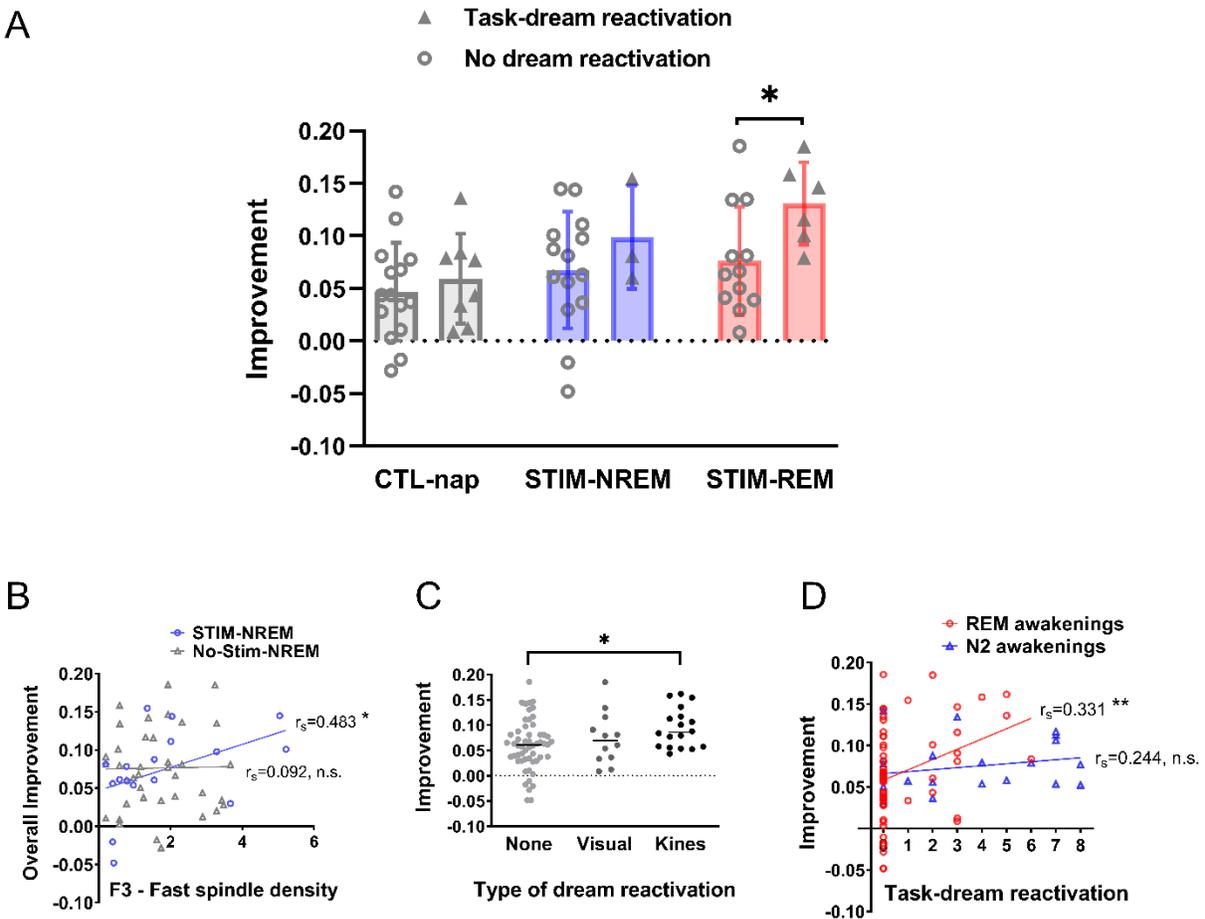 A
Task-dream reactivation
No dream reactivation
*
0.20
0.15
0.10
0.05
0.00
-0.05
-0.10
Improvement
CTL-nap STIM-NREM STIM-REM
B
STIM-NREM
No-Stim-NREM
0.20
0.15
0.10
0.05
0.00
-0.05
-0.10
Overall Improvement
rs=0.483 *
rs=0.092, n.s.
2 4 6
F3 - Fast spindle density
C
*
0.20
0.15
0.10
0.05
0.00
-0.05
-0.10
Improvement
None Visual Kines
Type of dream reactivation
D
REM awakenings
N2 awakenings
0.20
0.15
0.10
0.05
-0.05
-0.10
Improvement
rs=0.331 **
rs=0.244, n.s.
1 2 3 4 5 6 7 8
Task-dream reactivation